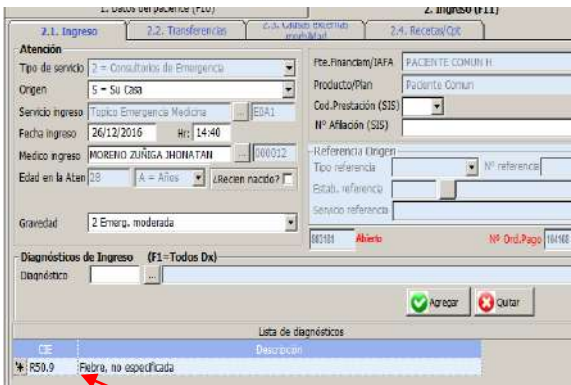 1. Datos del paciente (F10)
2. Ingreso (F11)
2.1. Ingreso
2.2. Transferencias
2.3. Causas externas
2.4. Recetas/Cpt
Atención
Tipo de servicio 2 = Consultorios de Emergencia
Origen S = Su Casa
Servicio ingreso Topico Emergencia Medicina ... E0A1
Fecha ingreso 26/12/2016 Hr: 14:40
Medico ingreso MORENO ZUÑIGA JHONATAN ... 000012
Edad en la Aten 28 A = Años ¿Recien nacido?
Gravedad 2 Emerg. moderada
Fte.Financiam/IAFA PACIENTE COMUN H
Producto/Plan Paciente Comun
Cod.Prestación (SIS)
Nº Afiliación (SIS)
Referencia Origen
Tipo referencia Nº referencia
Estab. referencia
Servicio referencia
Abierto Nº Ord.Pago
Diagnósticos de Ingreso (F1=Todos Dx)
Diagnóstico ...
Agregar Quitar
Lista de diagnósticos
CIE Descripción
* R50.9 Fiebre, no especificada